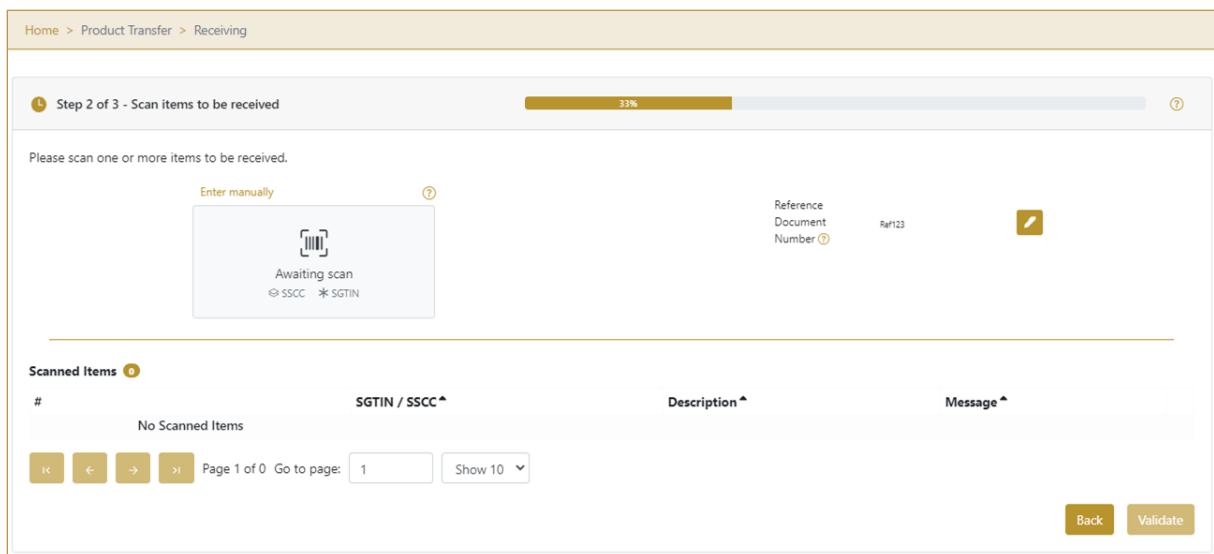 Home > Product Transfer > Receiving
Step 2 of 3 - Scan items to be received
33%
Please scan one or more items to be received.
Enter manually
Awaiting scan
SSCC SGTIN
Reference
Document
Number
Ref123
Scanned Items 0
# SGTIN / SSCC Description Message
No Scanned Items
Page 1 of 0 Go to page: 1 Show 10
Back Validate